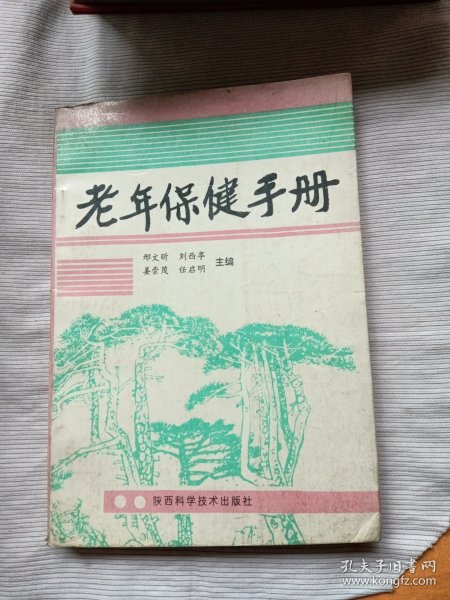 老年保健手册
邢文昕 刘西亭
姜崇茂 任启明 主编
陕西科学技术出版社
孔夫子旧书网
www.kongfz.com